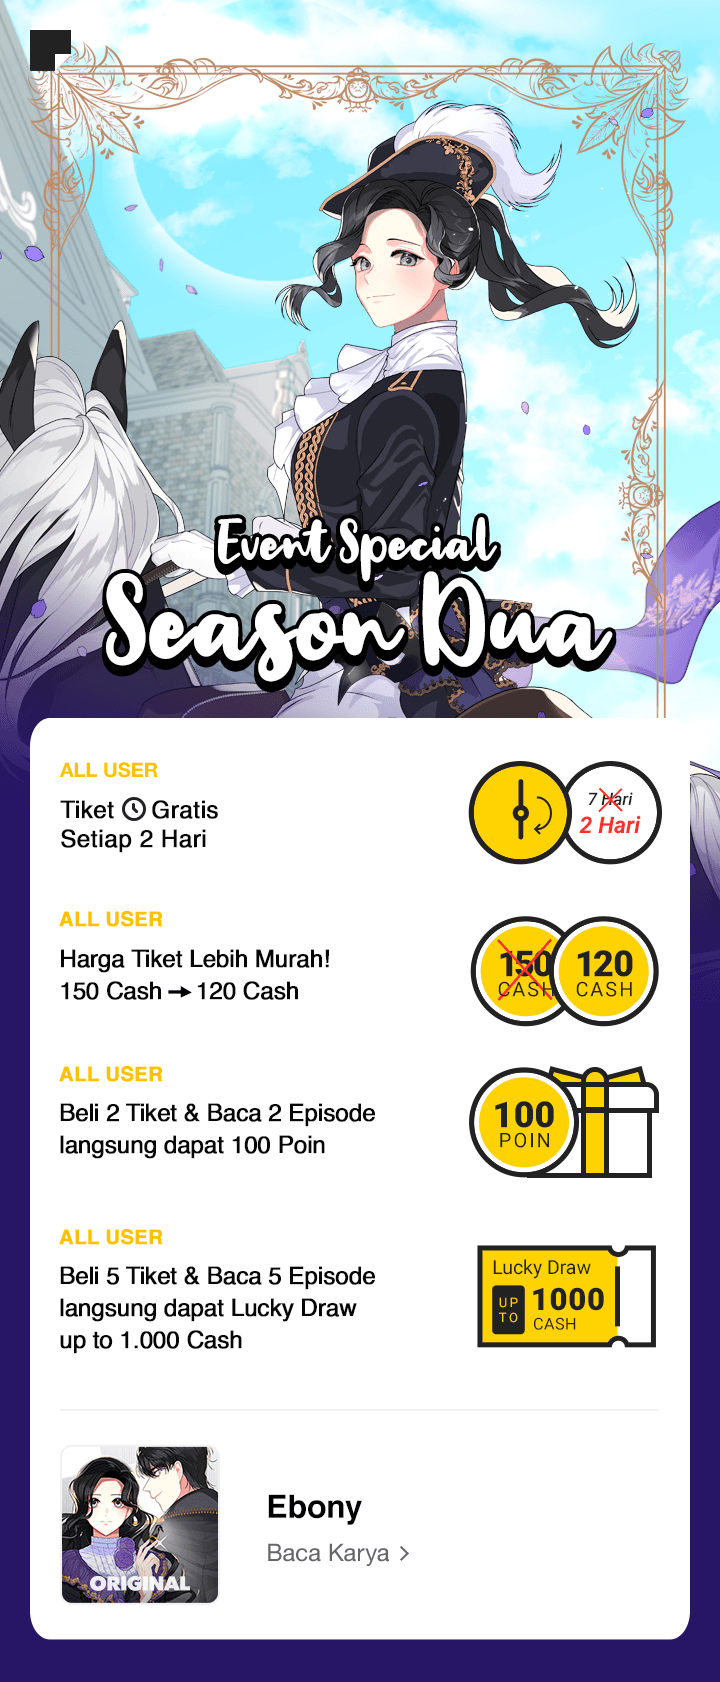 Event Special
Season Dua
ALL USER
Tiket Gratis
Setiap 2 Hari
7 Hari
2 Hari
ALL USER
Harga Tiket Lebih Murah!
150 Cash → 120 Cash
150
CASH
120
CASH
ALL USER
Beli 2 Tiket & Baca 2 Episode
langsung dapat 100 Poin
100
POIN
ALL USER
Beli 5 Tiket & Baca 5 Episode
langsung dapat Lucky Draw
up to 1.000 Cash
Lucky Draw
UP TO
1000
CASH
ORIGINAL
Ebony
Baca Karya >